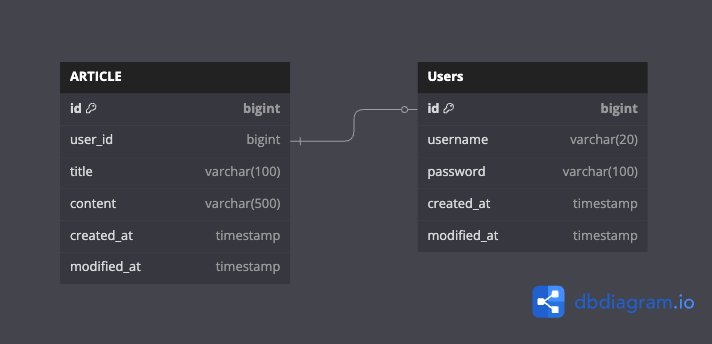 ARTICLE
id bigint
user_id bigint
title varchar(100)
content varchar(500)
created_at timestamp
modified_at timestamp
Users
id bigint
username varchar(20)
password varchar(100)
created_at timestamp
modified_at timestamp
dbdiagram.io